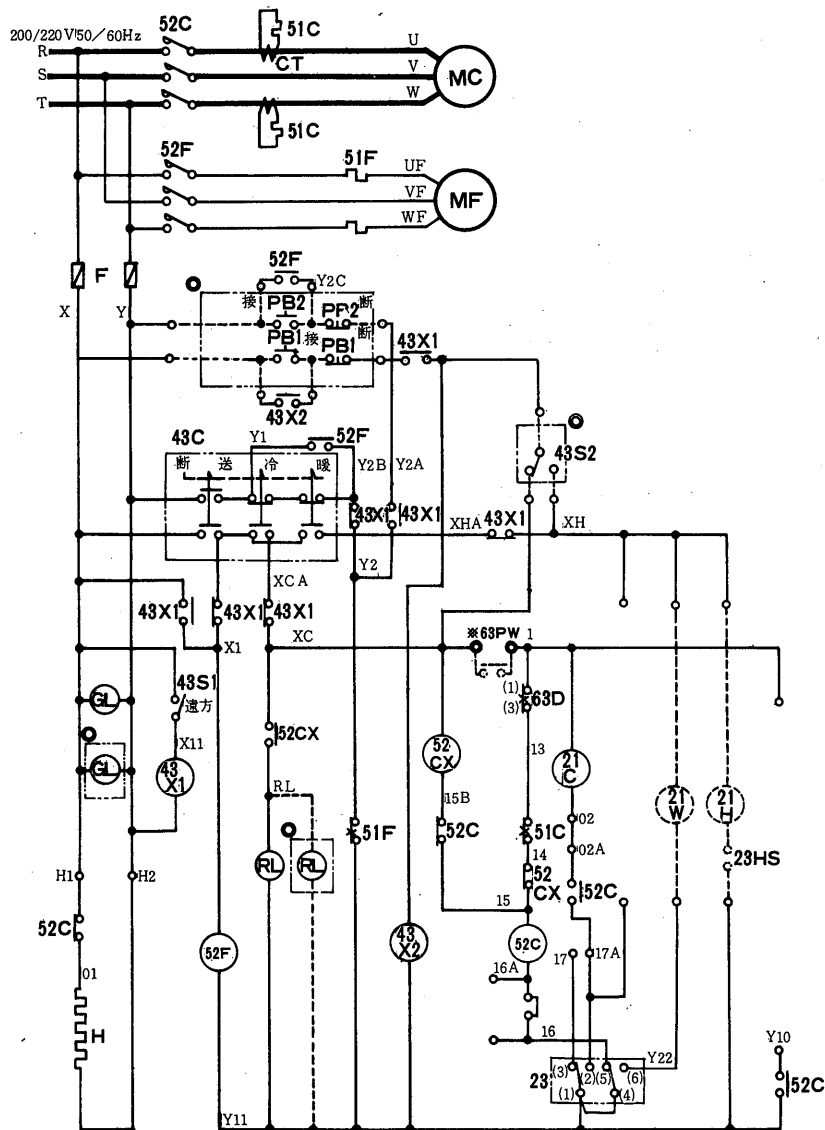 200/220V 50/60Hz
52C
51C
U
R
CT
V
MC
S
W
T
51C
52F
51F
UF
VF
MF
WF
F
52F
Y2C
接
断
X
Y
PB2
PB2
接
断
PB1
PB1
43X1
43X2
43C
Y1
52F
43S2
断
送
冷
暖
Y2B
Y2A
43X1
43X1
XHA
43X1
XH
Y2
XCA
43X1
43X1
43X1
X1
XC
※63PW
1
43S1
遠方
(1)
63D
(3)
GL
X11
52CX
52
CX
13
21
C
GL
43
X1
RL
15B
21
W
21
H
51F
52C
51C
02
14
02A
23HS
H1
H2
RL
RL
52
CX
52C
15
52C
43
X2
52F
52C
17
17A
01
16A
H
16
Y22
Y10
23
(3)
(2)
(5)
(6)
(1)
(4)
52C
Y11